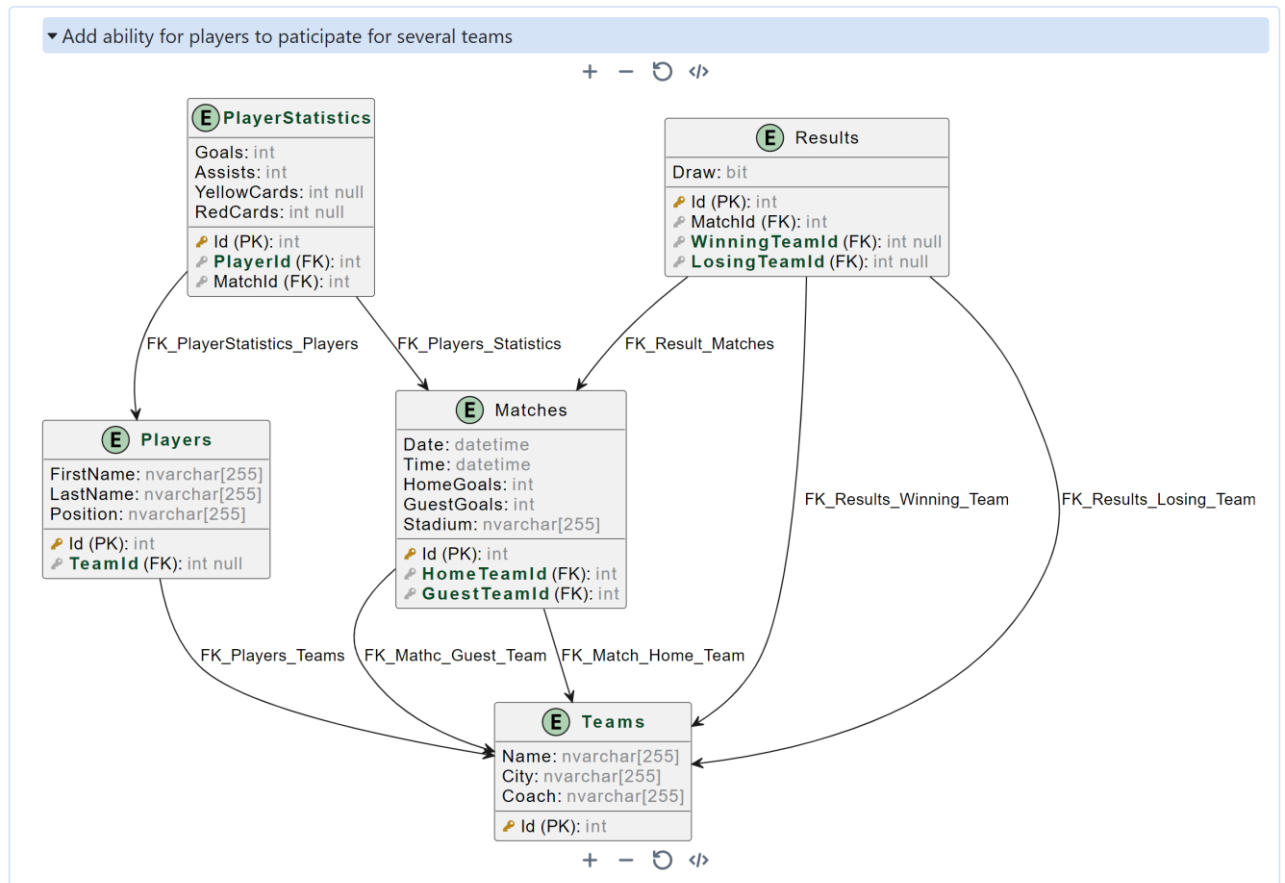 Add ability for players to paticipate for several teams
E PlayerStatistics
Goals: int
Assists: int
YellowCards: int null
RedCards: int null
Id (PK): int
PlayerId (FK): int
MatchId (FK): int
E Results
Draw: bit
Id (PK): int
MatchId (FK): int
WinningTeamId (FK): int null
LosingTeamId (FK): int null
FK_PlayerStatistics_Players
FK_Players_Statistics
FK_Result_Matches
E Players
FirstName: nvarchar[255]
LastName: nvarchar[255]
Position: nvarchar[255]
Id (PK): int
TeamId (FK): int null
E Matches
Date: datetime
Time: datetime
HomeGoals: int
GuestGoals: int
Stadium: nvarchar[255]
Id (PK): int
HomeTeamId (FK): int
GuestTeamId (FK): int
FK_Results_Winning_Team
FK_Results_Losing_Team
FK_Players_Teams
FK_Mathc_Guest_Team
FK_Match_Home_Team
E Teams
Name: nvarchar[255]
City: nvarchar[255]
Coach: nvarchar[255]
Id (PK): int